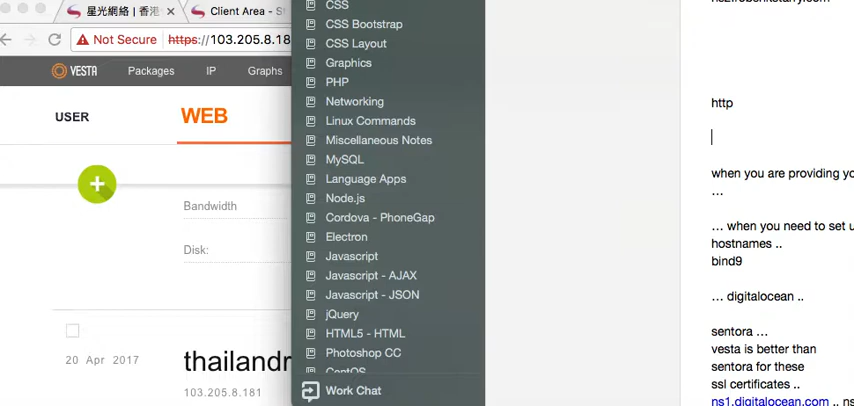 星光網絡 | 香港
Client Area - St
Not Secure
https://103.205.8.18
VESTA
Packages
IP
Graphs
USER
WEB
Bandwidth
Disk:
20 Apr 2017
thailandr
103.205.8.181
CSS
CSS Bootstrap
CSS Layout
Graphics
PHP
Networking
Linux Commands
Miscellaneous Notes
MySQL
Language Apps
Node.js
Cordova - PhoneGap
Electron
Javascript
Javascript - AJAX
Javascript - JSON
jQuery
HTML5 - HTML
Photoshop CC
CentOS
Work Chat
http
when you are providing yo
...
... when you need to set u
hostnames ..
bind9
... digitalocean ..
sentora ...
vesta is better than
sentora for these
ssl certificates ..
ns1.digitalocean.com .. ns